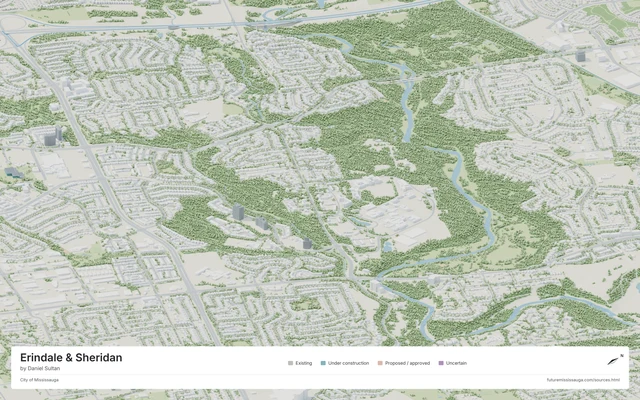 Erindale & Sheridan
by Daniel Sultan
Existing
Under construction
Proposed / approved
Uncertain
N
City of Mississauga
futuremississauga.com/sources.html